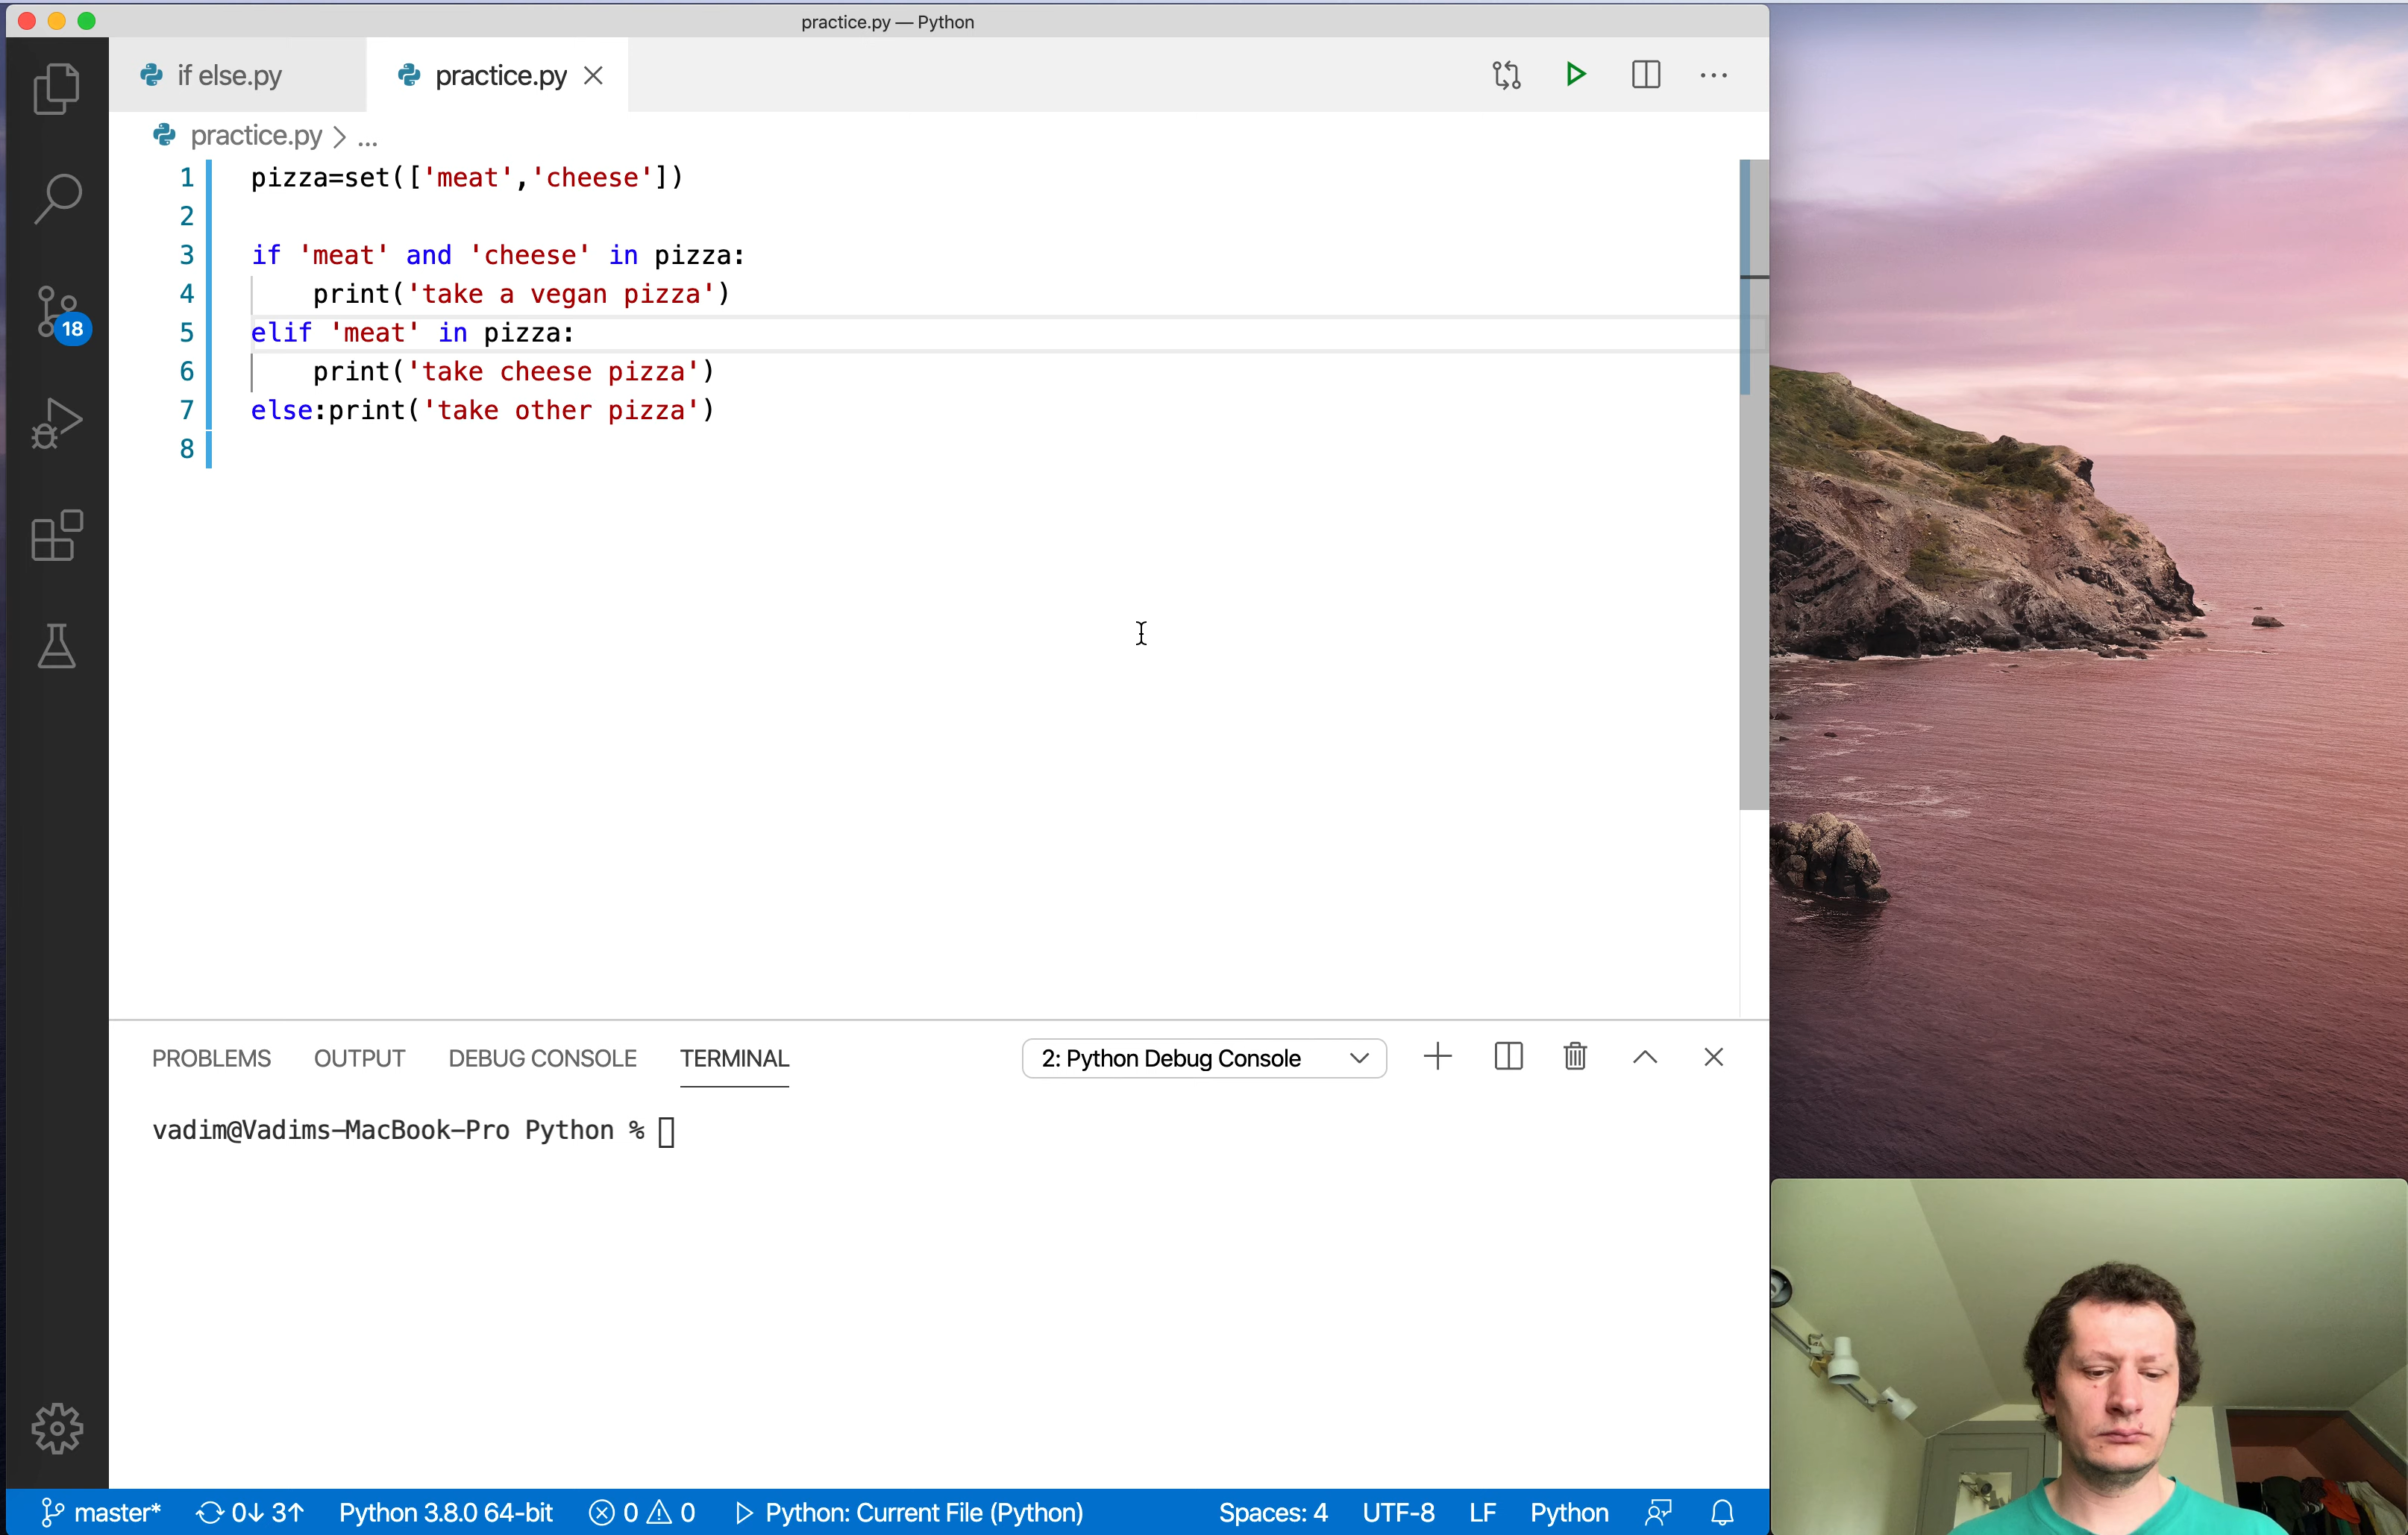 practice.py — Python
if else.py
practice.py
practice.py > ...
1 pizza=set(['meat','cheese'])
2
3 if 'meat' and 'cheese' in pizza:
4     print('take a vegan pizza')
5 elif 'meat' in pizza:
6     print('take cheese pizza')
7 else:print('take other pizza')
8
18
PROBLEMS OUTPUT DEBUG CONSOLE TERMINAL 2: Python Debug Console
vadim@Vadims-MacBook-Pro Python %
master* 0↓ 3↑ Python 3.8.0 64-bit 0 0 Python: Current File (Python) Spaces: 4 UTF-8 LF Python